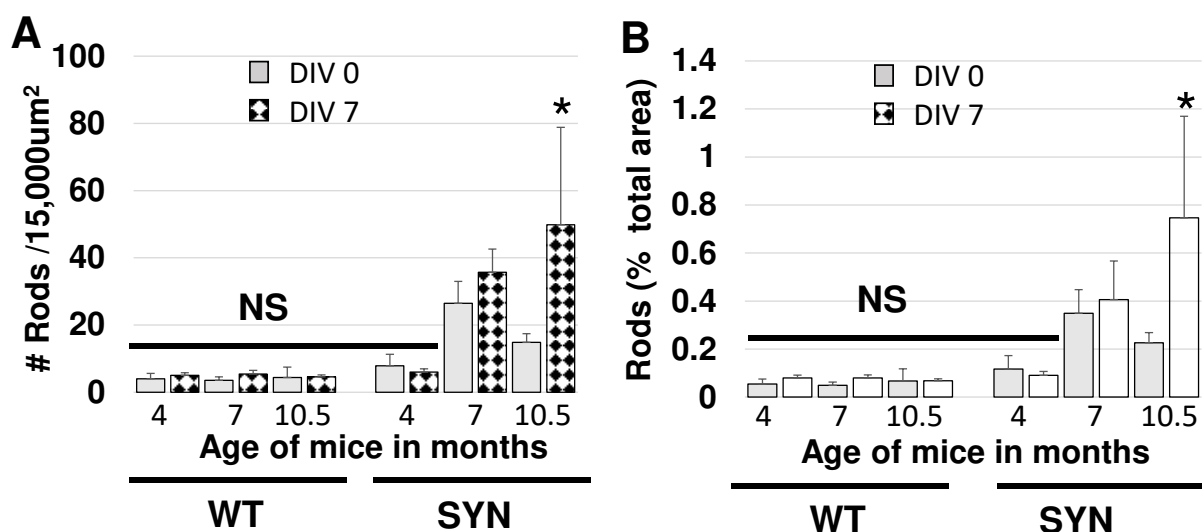 A
# Rods /15,000um²
100
80
60
40
20
0
DIV 0
DIV 7
*
NS
4 7 10.5 4 7 10.5
Age of mice in months
WT SYN
B
Rods (% total area)
1.4
1.2
1
0.8
0.6
0.4
0.2
0
DIV 0
DIV 7
*
NS
4 7 10.5 4 7 10.5
Age of mice in months
WT SYN